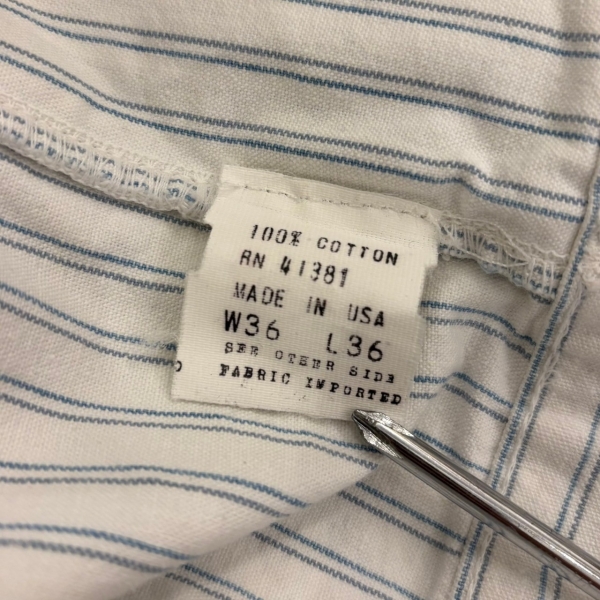 100% COTTON
RN 41381
MADE IN USA
W36 L36
SEE OTHER SIDE
FABRIC IMPORTED